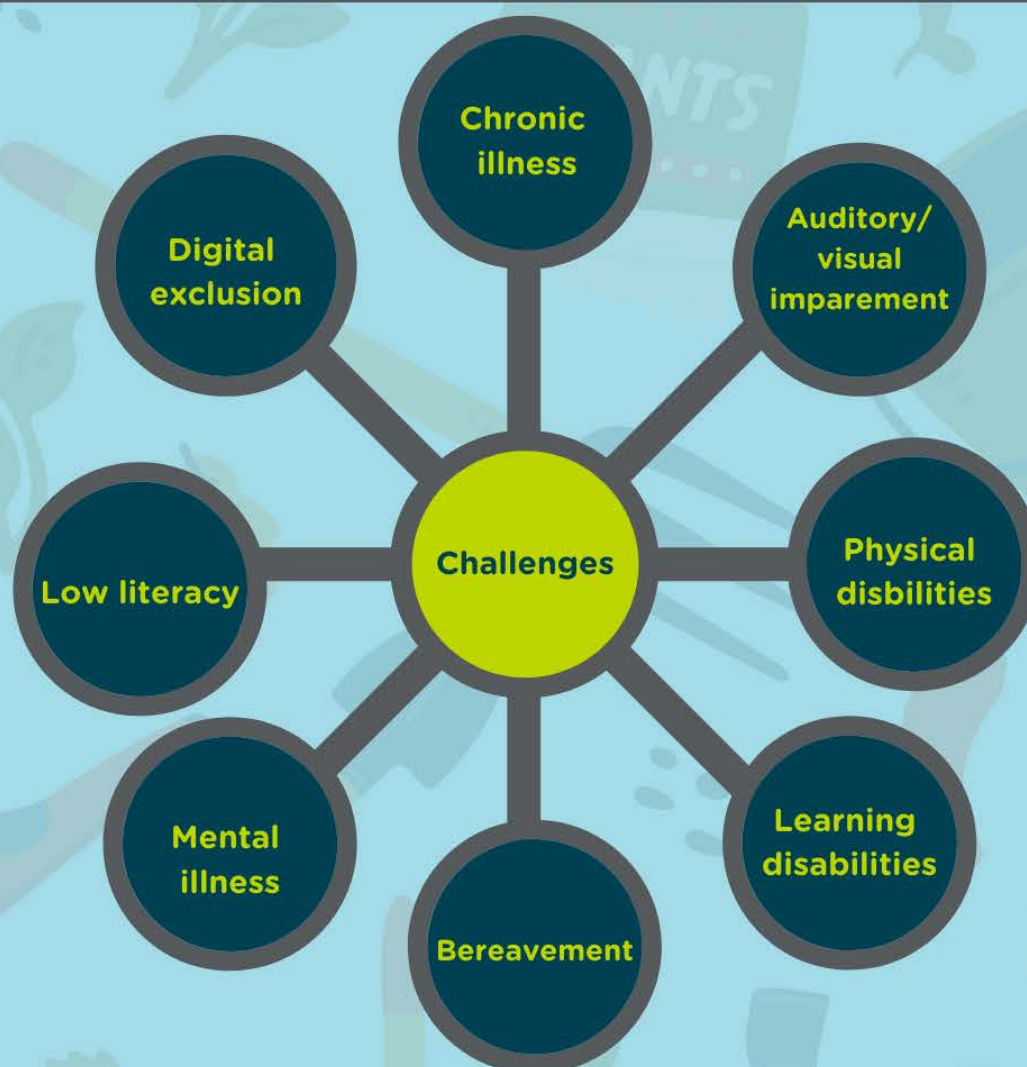 Chronic
illness
Auditory/
visual
imparement
Physical
disbilities
Learning
disabilities
Bereavement
Mental
illness
Low literacy
Digital
exclusion
Challenges